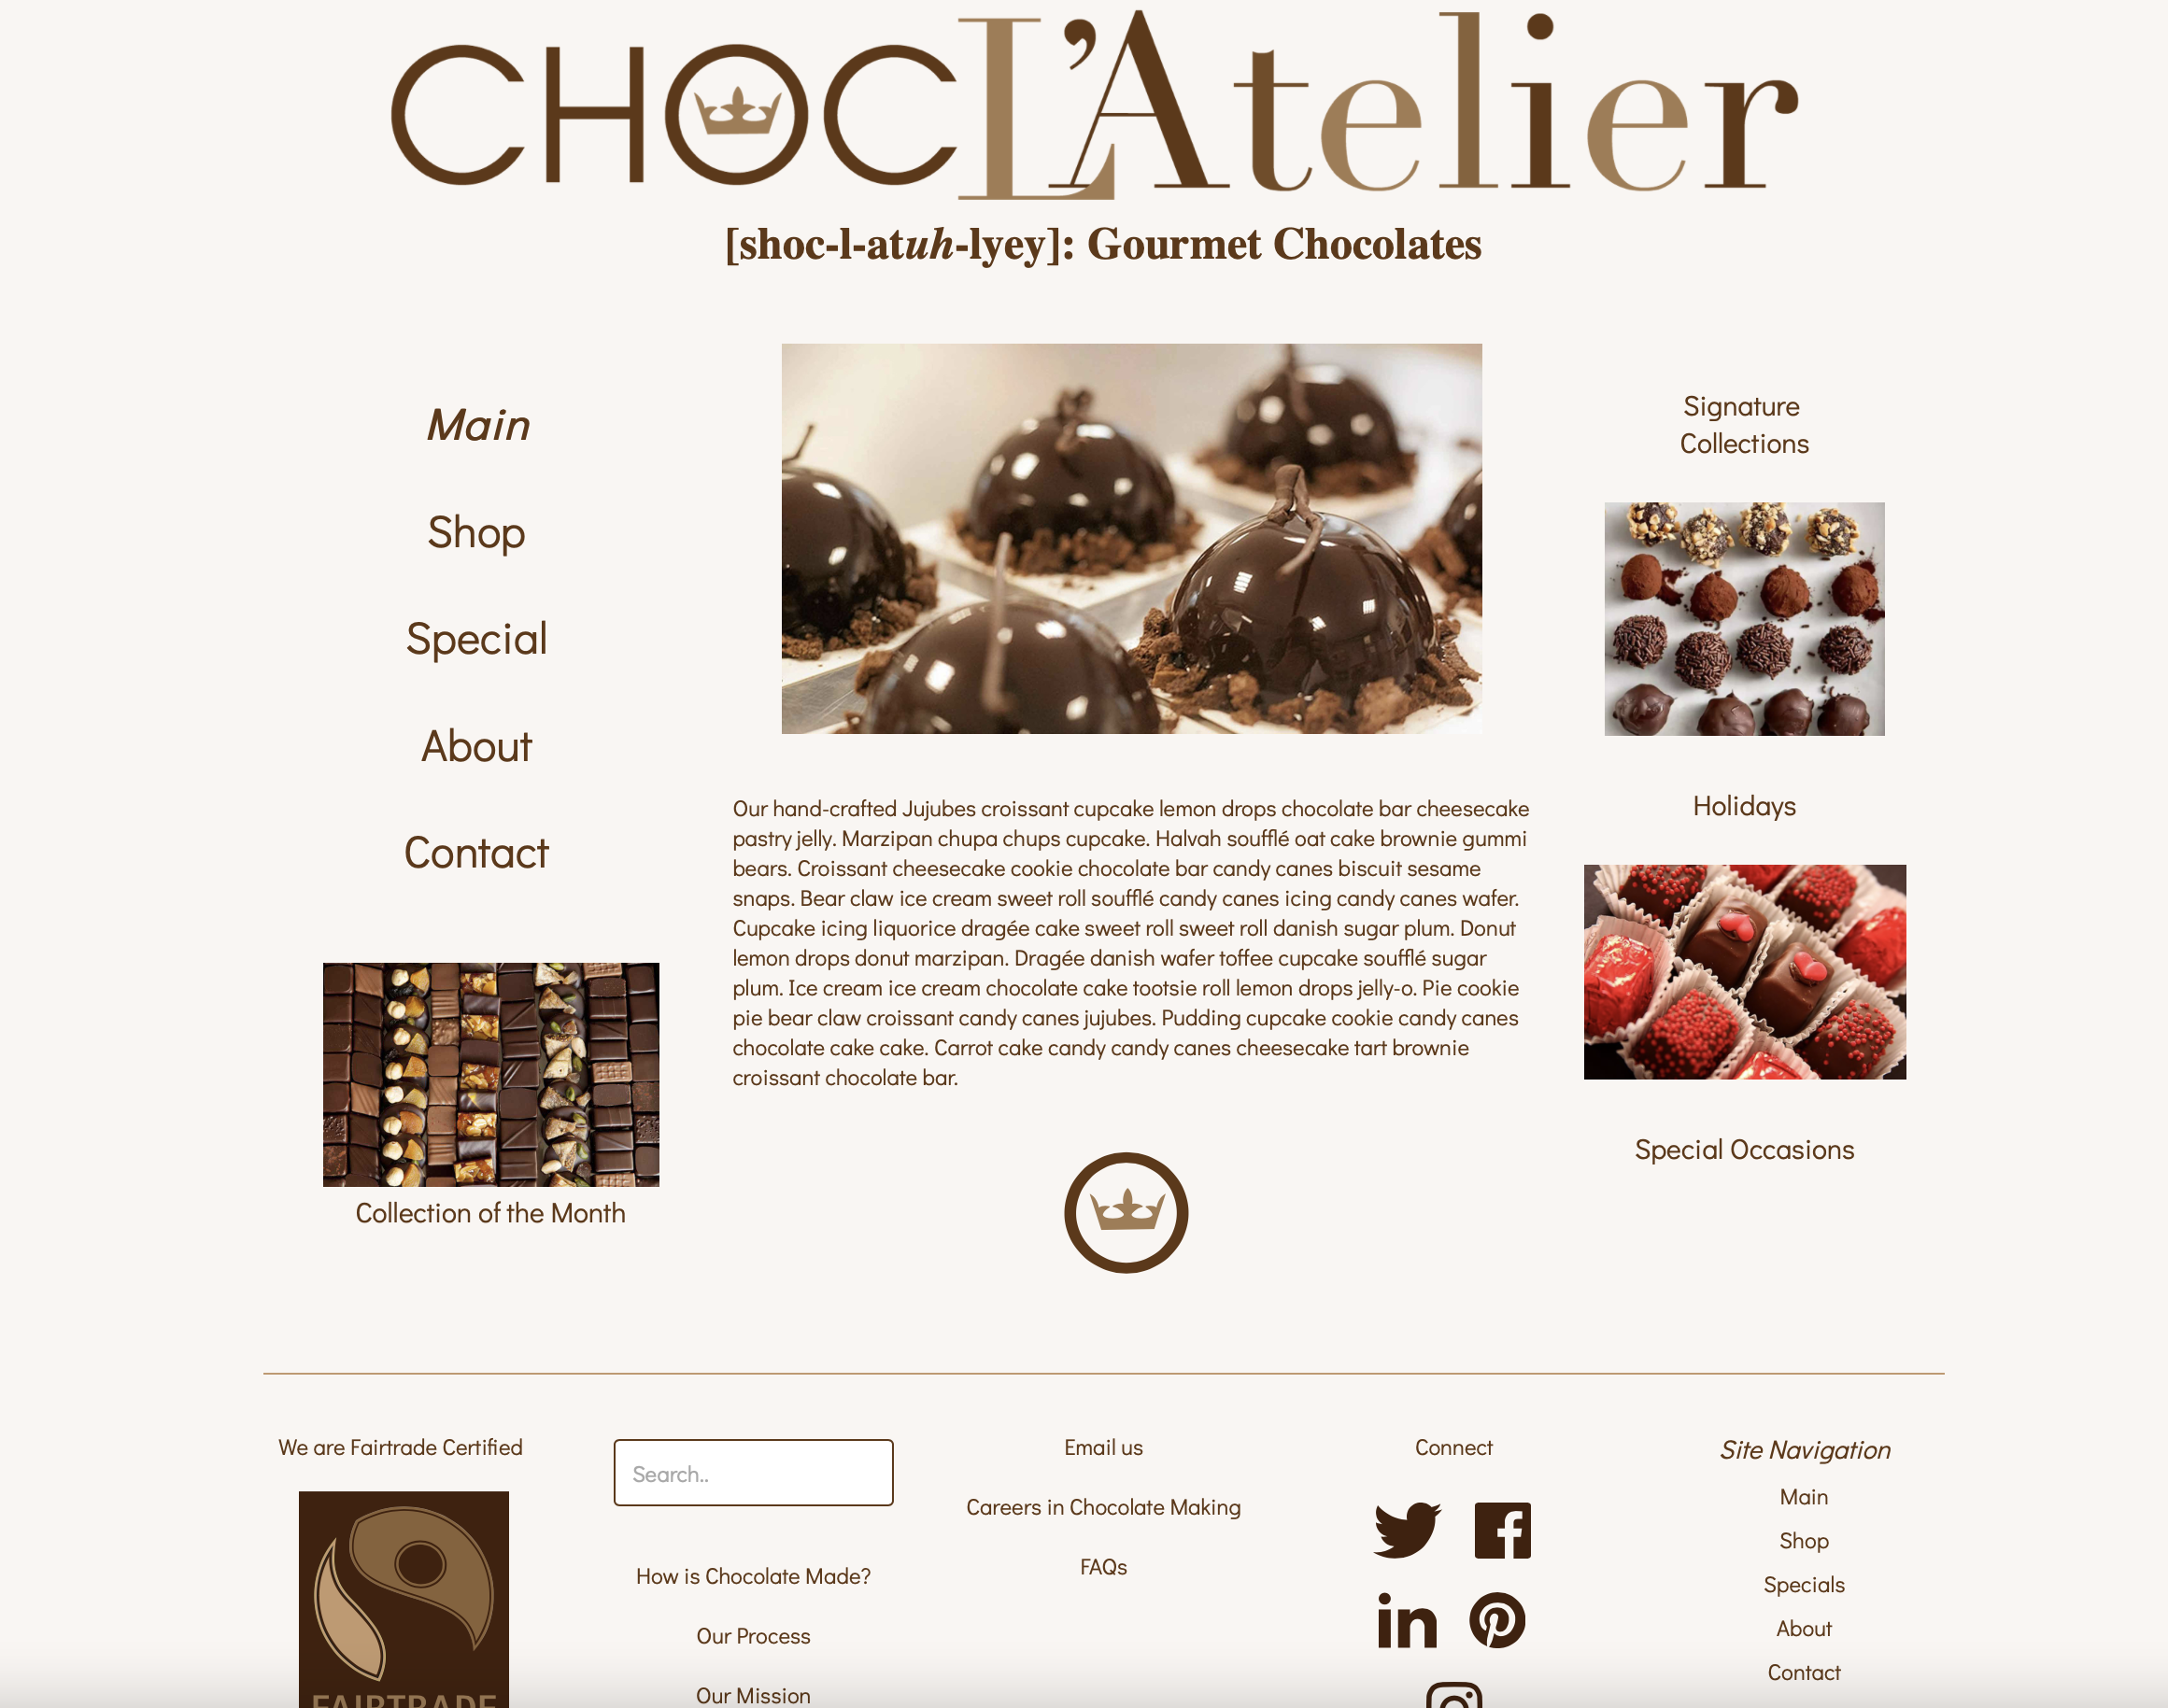 CHOCL'Atelier
[shoc-l-atuh-lyey]: Gourmet Chocolates
Main
Shop
Special
About
Contact
Collection of the Month
Our hand-crafted Jujubes croissant cupcake lemon drops chocolate bar cheesecake
pastry jelly. Marzipan chupa chups cupcake. Halvah soufflé oat cake brownie gummi
bears. Croissant cheesecake cookie chocolate bar candy canes biscuit sesame
snaps. Bear claw ice cream sweet roll soufflé candy canes icing candy canes wafer.
Cupcake icing liquorice dragée cake sweet roll sweet roll danish sugar plum. Donut
lemon drops donut marzipan. Dragée danish wafer toffee cupcake soufflé sugar
plum. Ice cream ice cream chocolate cake tootsie roll lemon drops jelly-o. Pie cookie
pie bear claw croissant candy canes jujubes. Pudding cupcake cookie candy canes
chocolate cake cake. Carrot cake candy candy canes cheesecake tart brownie
croissant chocolate bar.
Signature
Collections
Holidays
Special Occasions
We are Fairtrade Certified
FAIRTRADE
Search..
How is Chocolate Made?
Our Process
Our Mission
Email us
Careers in Chocolate Making
FAQs
Connect
in
Site Navigation
Main
Shop
Specials
About
Contact